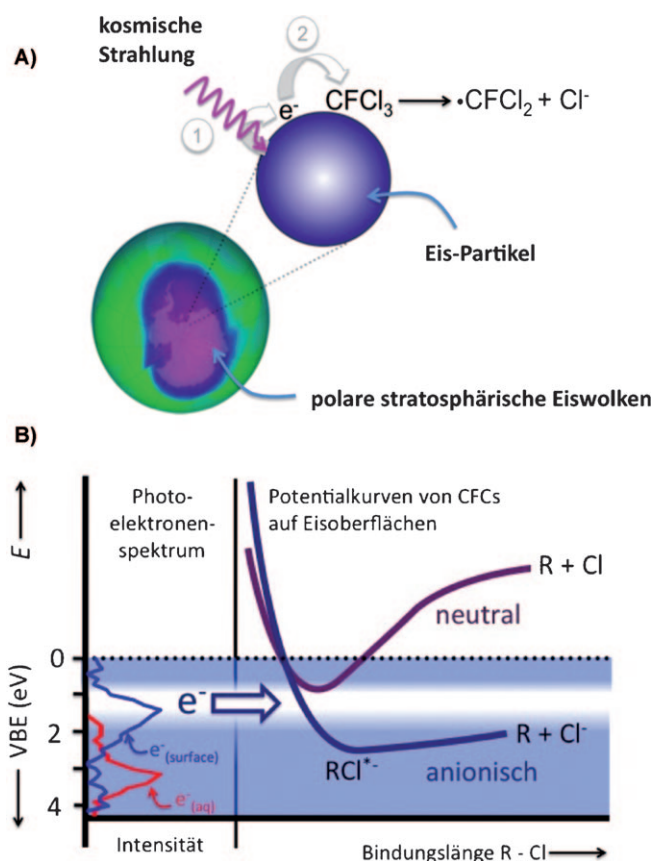 A)
kosmische
Strahlung
1
2
e-
CFCl3
·CFCl2 + Cl-
Eis-Partikel
polare stratosphärische Eiswolken
B)
E
VBE (eV)
0
2
4
Photo-
elektronen-
spektrum
Potentialkurven von CFCs
auf Eisoberflächen
R + Cl
neutral
e-
e-(surface)
e-(aq)
R + Cl-
RCl*-
anionisch
Intensität
Bindungslänge R - Cl